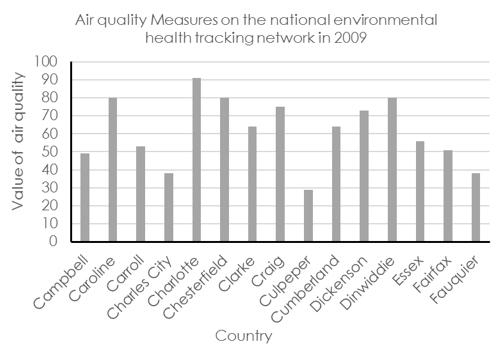 Air quality Measures on the national environmental
health tracking network in 2009
Value of air quality
100
90
80
70
60
50
40
30
20
10
0
Campbell
Caroline
Carroll
Charles City
Charlotte
Chesterfield
Clarke
Craig
Culpeper
Cumberland
Dickenson
Dinwiddie
Essex
Fairfax
Fauquier
Country